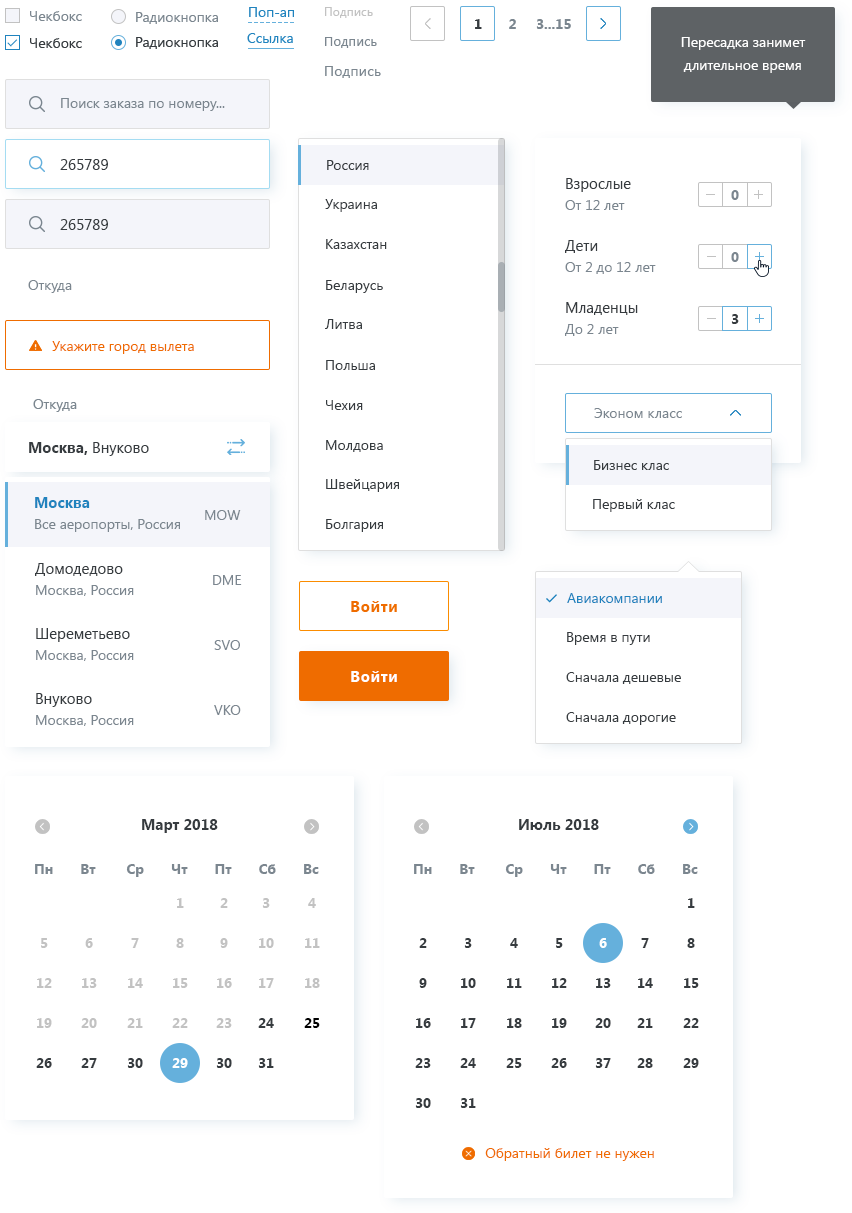 Чекбокс
Чекбокс
Радиокнопка
Радиокнопка
Поп-ап
Ссылка
Подпись
Подпись
Подпись
1 2 3...15
Пересадка занимет
длительное время
Поиск заказа по номеру...
265789
265789
Откуда
Укажите город вылета
Откуда
Москва, Внуково
Москва
Все аэропорты, Россия
MOW
Домодедово
Москва, Россия
DME
Шереметьево
Москва, Россия
SVO
Внуково
Москва, Россия
VKO
Россия
Украина
Казахстан
Беларусь
Литва
Польша
Чехия
Молдова
Швейцария
Болгария
Войти
Войти
Взрослые
От 12 лет
0
Дети
От 2 до 12 лет
0
Младенцы
До 2 лет
3
Эконом класс
Бизнес клас
Первый клас
Авиакомпании
Время в пути
Сначала дешевые
Сначала дорогие
Март 2018
Пн Вт Ср Чт Пт Сб Вс
1 2 3 4
5 6 7 8 9 10 11
12 13 14 15 16 17 18
19 20 21 22 23 24 25
26 27 30 29 30 31
Июль 2018
Пн Вт Ср Чт Пт Сб Вс
1
2 3 4 5 6 7 8
9 10 11 12 13 14 15
16 17 18 19 20 21 22
23 24 25 26 37 28 29
30 31
Обратный билет не нужен